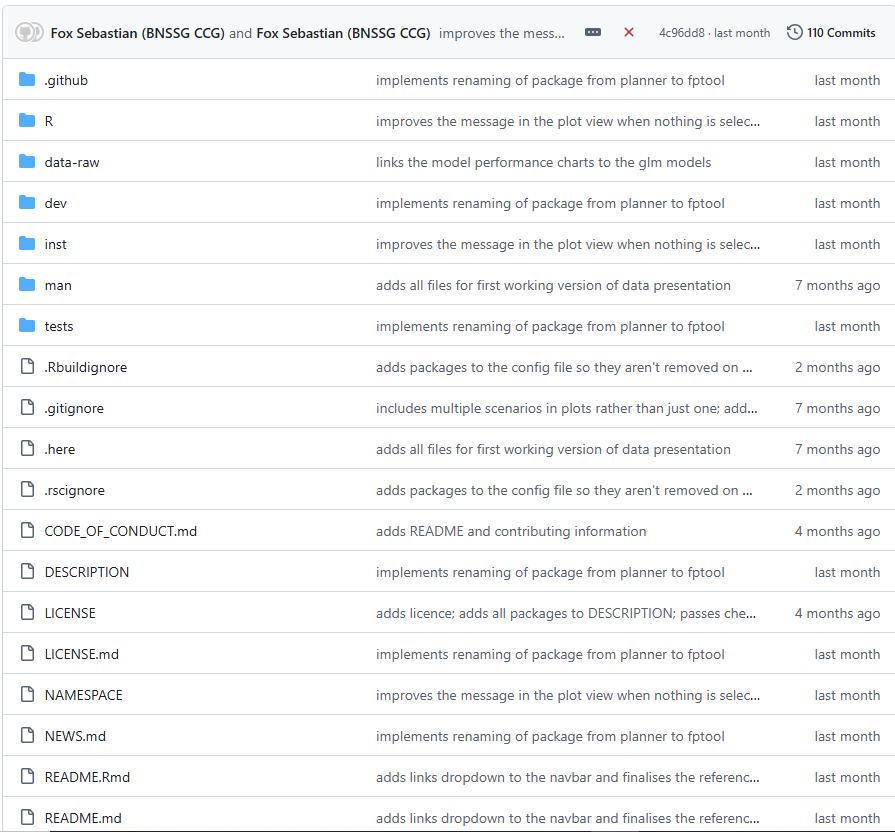 Fox Sebastian (BNSSG CCG) and Fox Sebastian (BNSSG CCG) improves the mess... 4c96dd8 · last month 110 Commits
.github implements renaming of package from planner to fptool last month
R improves the message in the plot view when nothing is selec... last month
data-raw links the model performance charts to the glm models last month
dev implements renaming of package from planner to fptool last month
inst improves the message in the plot view when nothing is selec... last month
man adds all files for first working version of data presentation 7 months ago
tests implements renaming of package from planner to fptool last month
.Rbuildignore adds packages to the config file so they aren't removed on ... 2 months ago
.gitignore includes multiple scenarios in plots rather than just one; add... 7 months ago
.here adds all files for first working version of data presentation 7 months ago
.rscignore adds packages to the config file so they aren't removed on ... 2 months ago
CODE_OF_CONDUCT.md adds README and contributing information 4 months ago
DESCRIPTION implements renaming of package from planner to fptool last month
LICENSE adds licence; adds all packages to DESCRIPTION; passes che... 4 months ago
LICENSE.md implements renaming of package from planner to fptool last month
NAMESPACE improves the message in the plot view when nothing is selec... last month
NEWS.md implements renaming of package from planner to fptool last month
README.Rmd adds links dropdown to the navbar and finalises the referenc... last month
README.md adds links dropdown to the navbar and finalises the referenc... last month